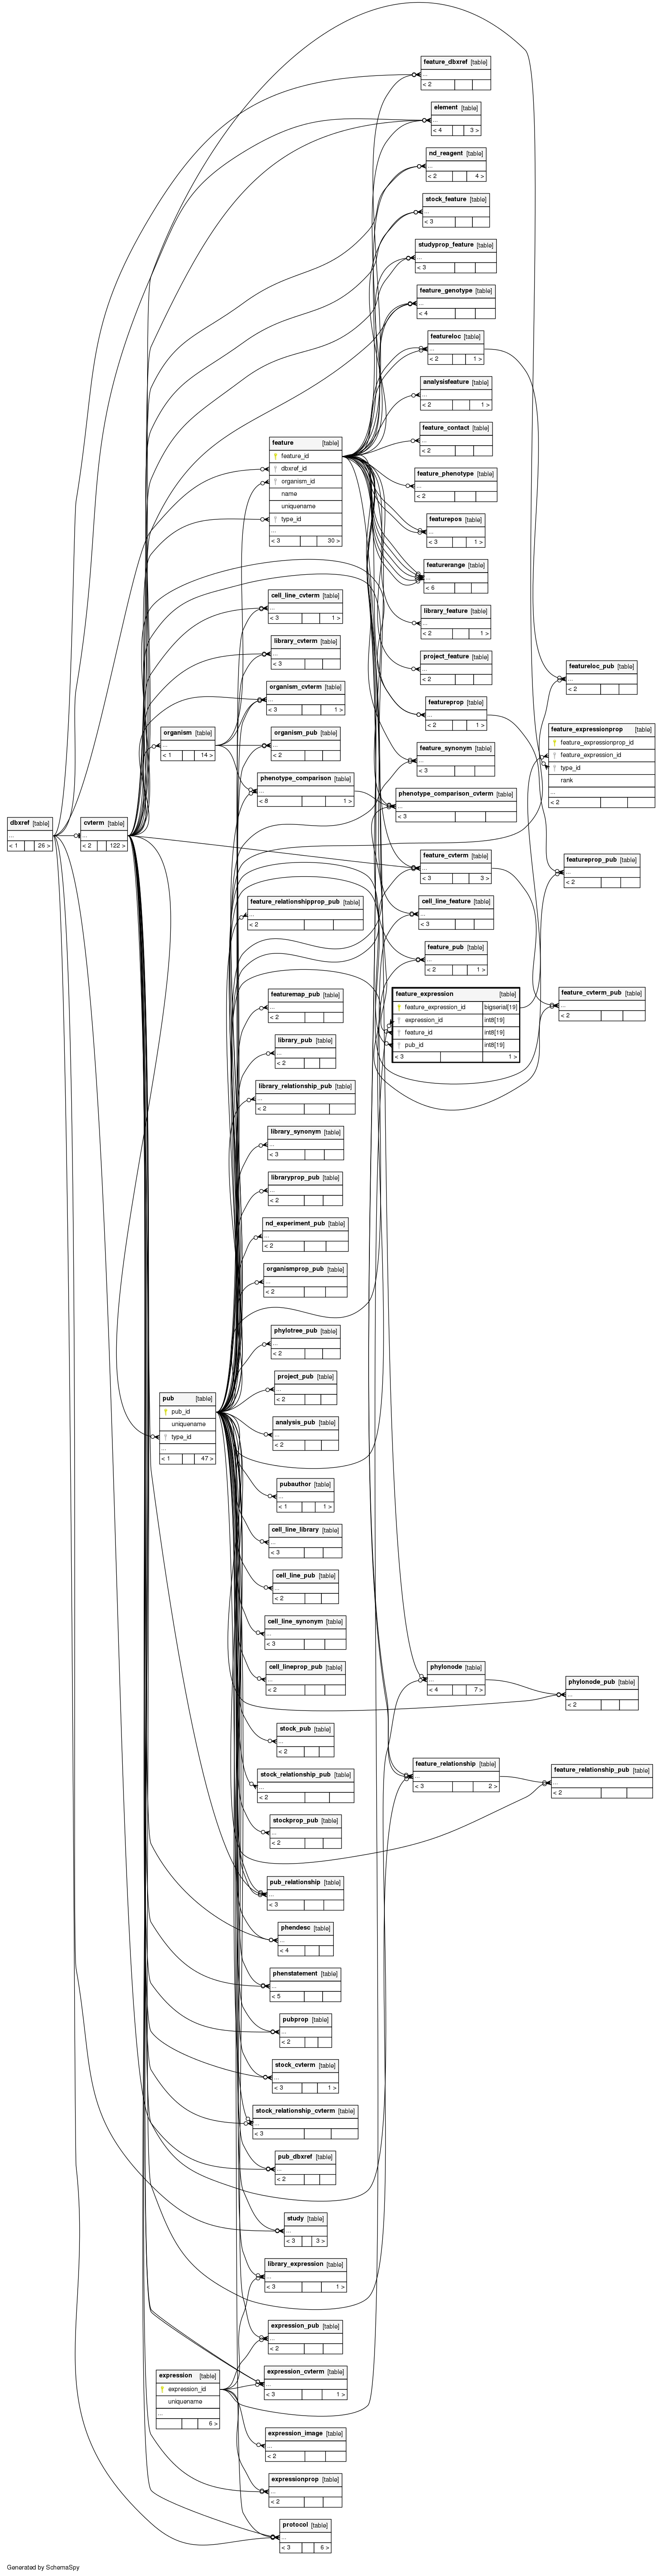 feature_dbxref [table]
...
< 2
element [table]
...
< 4 3 >
nd_reagent [table]
...
< 2 4 >
stock_feature [table]
...
< 3
studyprop_feature [table]
...
< 3
feature_genotype [table]
...
< 4
featureloc [table]
...
< 2 1 >
analysisfeature [table]
...
< 2 1 >
feature_contact [table]
...
< 2
feature_phenotype [table]
...
< 2
featurepos [table]
...
< 3 1 >
featurerange [table]
...
< 6
library_feature [table]
...
< 2 1 >
project_feature [table]
...
< 2
featureprop [table]
...
< 2 1 >
feature_synonym [table]
...
< 3
phenotype_comparison_cvterm [table]
...
< 3
feature_cvterm [table]
...
< 3 3 >
cell_line_feature [table]
...
< 3
feature_pub [table]
...
< 2 1 >
feature_expression [table]
feature_expression_id bigserial[19]
expression_id int8[19]
feature_id int8[19]
pub_id int8[19]
< 3 1 >
feature [table]
feature_id
dbxref_id
organism_id
name
uniquename
type_id
...
< 3 30 >
cell_line_cvterm [table]
...
< 3 1 >
library_cvterm [table]
...
< 3
organism_cvterm [table]
...
< 3 1 >
organism_pub [table]
...
< 2
phenotype_comparison [table]
...
< 8 1 >
organism [table]
...
< 1 14 >
dbxref [table]
...
< 1 26 >
cvterm [table]
...
< 2 122 >
featureloc_pub [table]
...
< 2
feature_expressionprop [table]
feature_expressionprop_id
feature_expression_id
type_id
rank
...
< 2
featureprop_pub [table]
...
< 2
feature_cvterm_pub [table]
...
< 2
feature_relationshipprop_pub [table]
...
< 2
featuremap_pub [table]
...
< 2
library_pub [table]
...
< 2
library_relationship_pub [table]
...
< 2
library_synonym [table]
...
< 3
libraryprop_pub [table]
...
< 2
nd_experiment_pub [table]
...
< 2
organismprop_pub [table]
...
< 2
phylotree_pub [table]
...
< 2
project_pub [table]
...
< 2
analysis_pub [table]
...
< 2
pub [table]
pub_id
uniquename
type_id
...
< 1 47 >
pubauthor [table]
...
< 1 1 >
cell_line_library [table]
...
< 3
cell_line_pub [table]
...
< 2
cell_line_synonym [table]
...
< 3
cell_lineprop_pub [table]
...
< 2
phylonode [table]
...
< 4 7 >
phylonode_pub [table]
...
< 2
stock_pub [table]
...
< 2
feature_relationship [table]
...
< 3 2 >
feature_relationship_pub [table]
...
< 2
stock_relationship_pub [table]
...
< 2
stockprop_pub [table]
...
< 2
pub_relationship [table]
...
< 3
phendesc [table]
...
< 4
phenstatement [table]
...
< 5
pubprop [table]
...
< 2
stock_cvterm [table]
...
< 3 1 >
stock_relationship_cvterm [table]
...
< 3
pub_dbxref [table]
...
< 2
study [table]
...
< 3 3 >
library_expression [table]
...
< 3 1 >
expression_pub [table]
...
< 2
expression [table]
expression_id
uniquename
...
6 >
expression_cvterm [table]
...
< 3 1 >
expression_image [table]
...
< 2
expressionprop [table]
...
< 2
protocol [table]
...
< 3 6 >
Generated by SchemaSpy